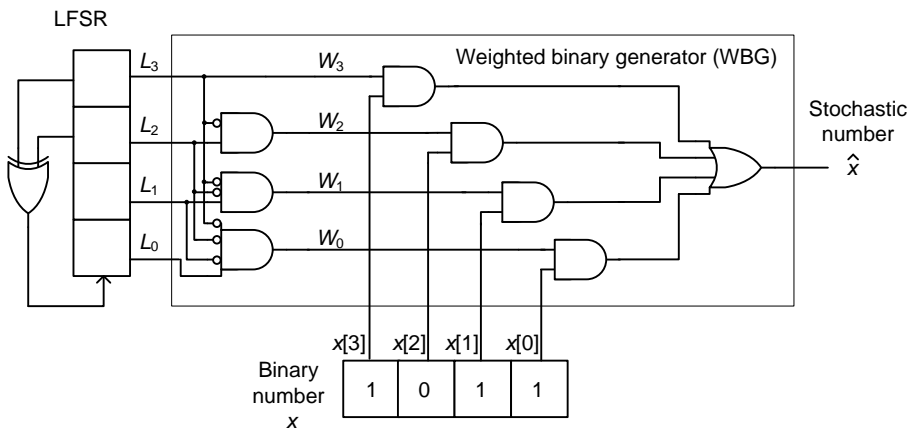 LFSR
Weighted binary generator (WBG)
L3
W3
L2
W2
L1
W1
L0
W0
Stochastic
number
x̂
x[3]
x[2]
x[1]
x[0]
Binary
number
x
1
0
1
1